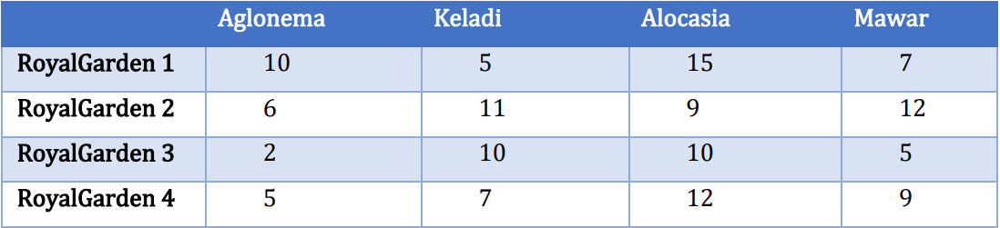 Aglonema Keladi Alocasia Mawar
RoyalGarden 1 10 5 15 7
RoyalGarden 2 6 11 9 12
RoyalGarden 3 2 10 10 5
RoyalGarden 4 5 7 12 9